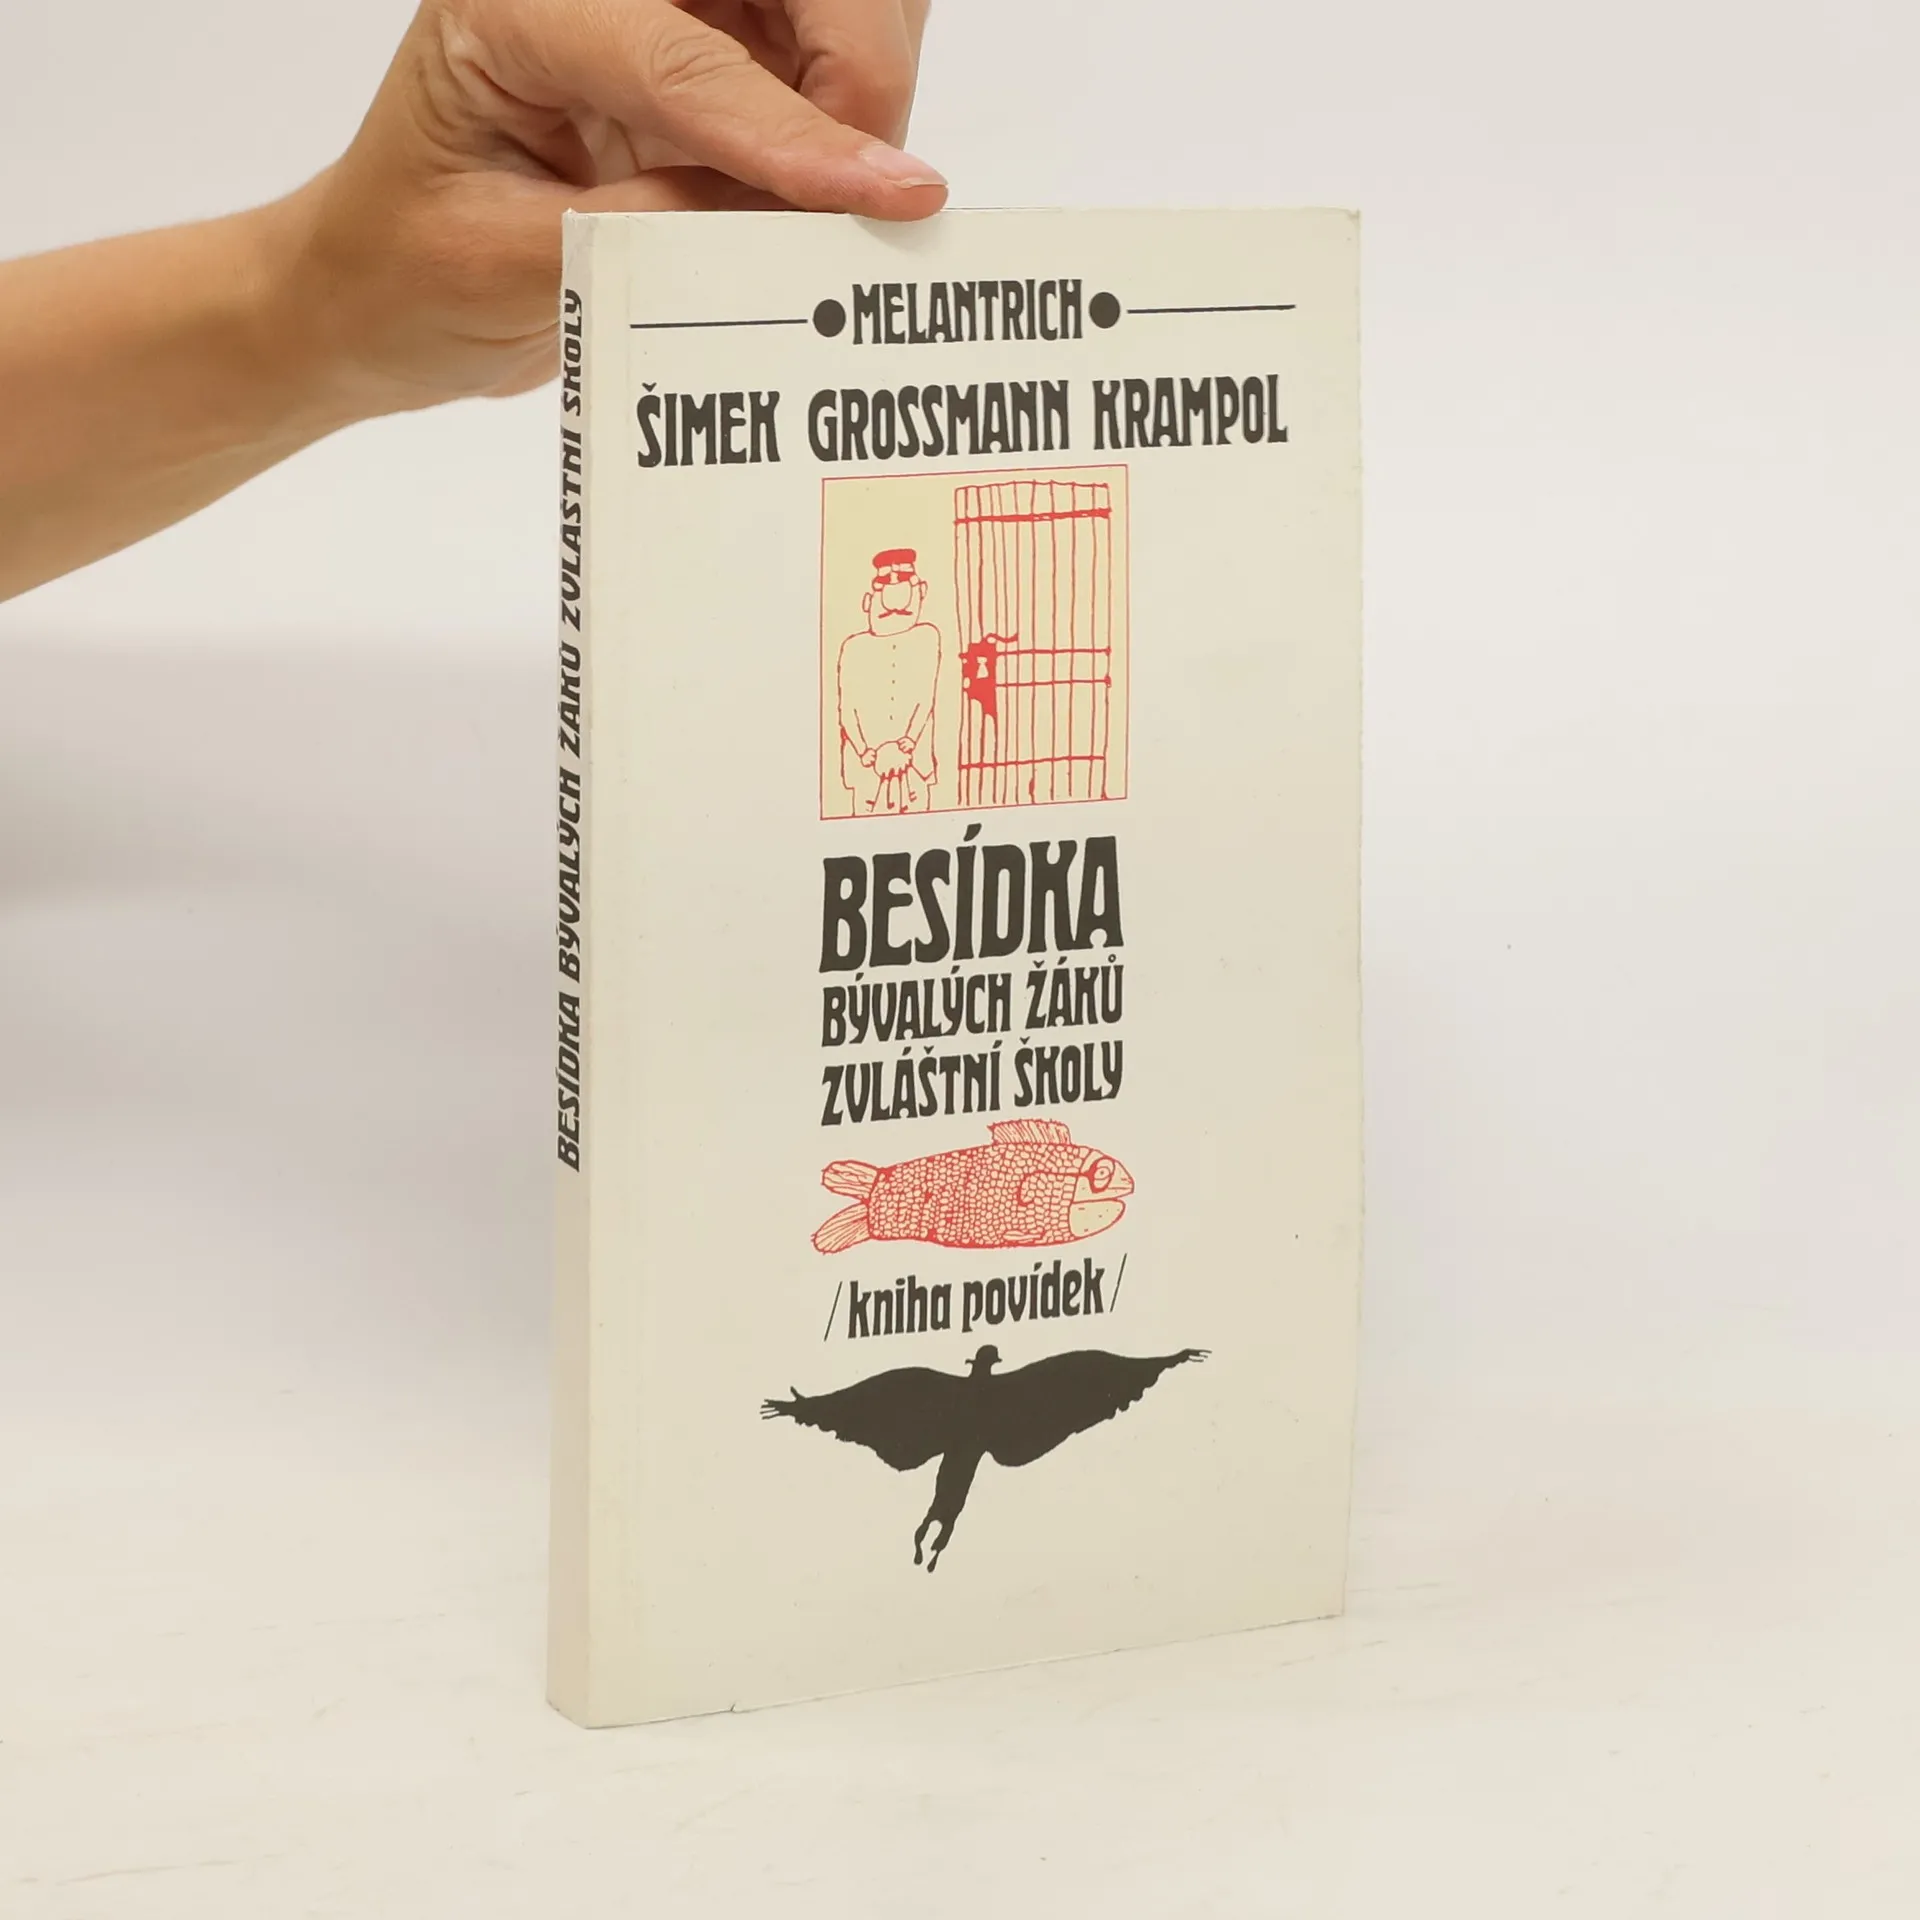 BESÍDKA BÝVALÝCH ŽÁKŮ ZVLÁŠTNÍ ŠKOLY
MELANTRICH
ŠIMEK GROSSMANN KRAMPOL
BESÍDKA
BÝVALÝCH ŽÁKŮ
ZVLÁŠTNÍ ŠKOLY
/kniha povídek/